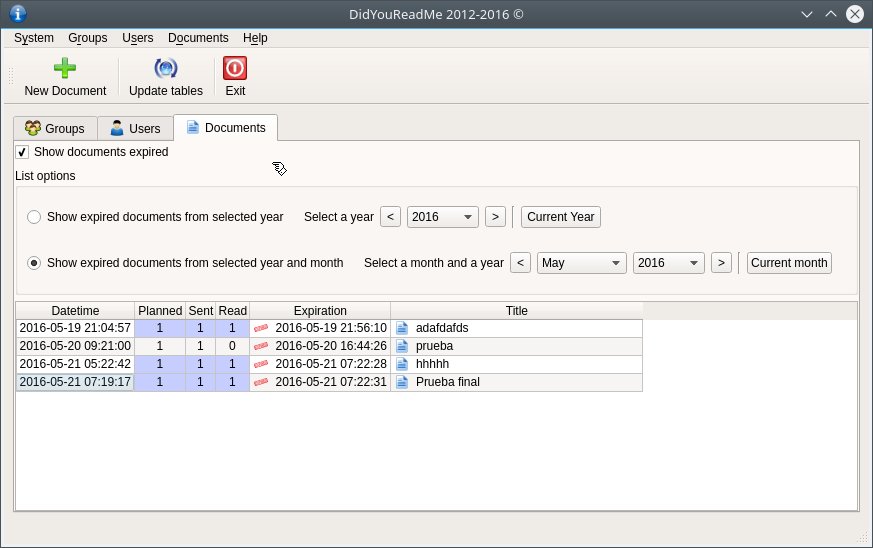 DidYouReadMe 2012-2016 ©
System Groups Users Documents Help
New Document Update tables Exit
Groups Users Documents
Show documents expired
List options
Show expired documents from selected year Select a year < 2016 > Current Year
Show expired documents from selected year and month Select a month and a year < May 2016 > Current month
Datetime Planned Sent Read Expiration Title
2016-05-19 21:04:57 1 1 1 2016-05-19 21:56:10 adafdafds
2016-05-20 09:21:00 1 1 0 2016-05-20 16:44:26 prueba
2016-05-21 05:22:42 1 1 1 2016-05-21 07:22:28 hhhhh
2016-05-21 07:19:17 1 1 1 2016-05-21 07:22:31 Prueba final